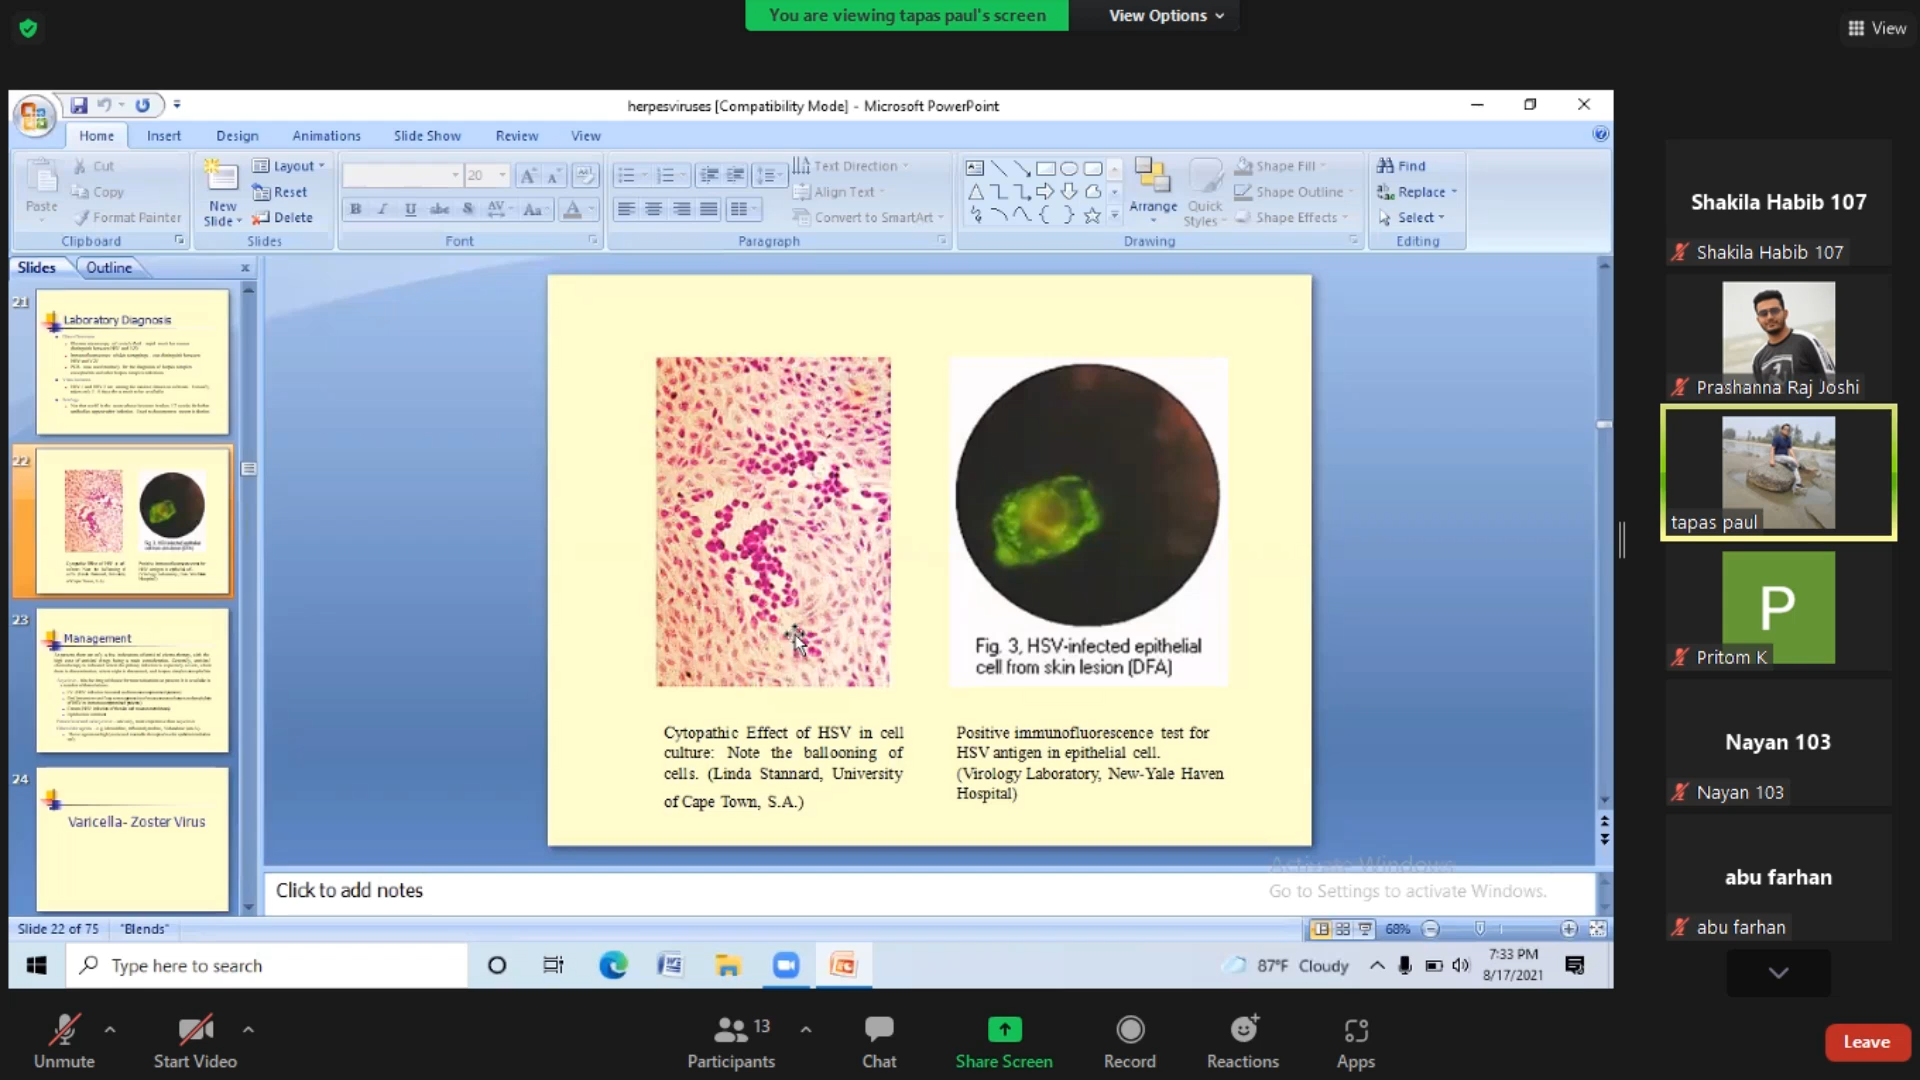 You are viewing tapas paul's screen
View Options
View
herpesviruses [Compatibility Mode] - Microsoft PowerPoint
Home Insert Design Animations Slide Show Review View
Paste
Cut
Copy
Format Painter
Clipboard
New Slide
Layout
Reset
Delete
Slides
20
Font
Text Direction
Align Text
Convert to SmartArt
Paragraph
Arrange
Quick Styles
Shape Fill
Shape Outline
Shape Effects
Drawing
Find
Replace
Select
Editing
Slides Outline
21
Laboratory Diagnosis
22
23
Management
24
Varicella- Zoster Virus
Fig. 3, HSV-infected epithelial
cell from skin lesion (DFA)
Cytopathic Effect of HSV in cell
culture: Note the ballooning of
cells. (Linda Stannard, University
of Cape Town, S.A.)
Positive immunofluorescence test for
HSV antigen in epithelial cell.
(Virology Laboratory, New-Yale Haven
Hospital)
Click to add notes
Activate Windows
Go to Settings to activate Windows.
Slide 22 of 75 "Blends"
68%
Type here to search
87°F Cloudy
7:33 PM
8/17/2021
Shakila Habib 107
Shakila Habib 107
Prashanna Raj Joshi
tapas paul
P
Pritom K
Nayan 103
Nayan 103
abu farhan
abu farhan
Unmute
Start Video
13
Participants
Chat
Share Screen
Record
Reactions
Apps
Leave